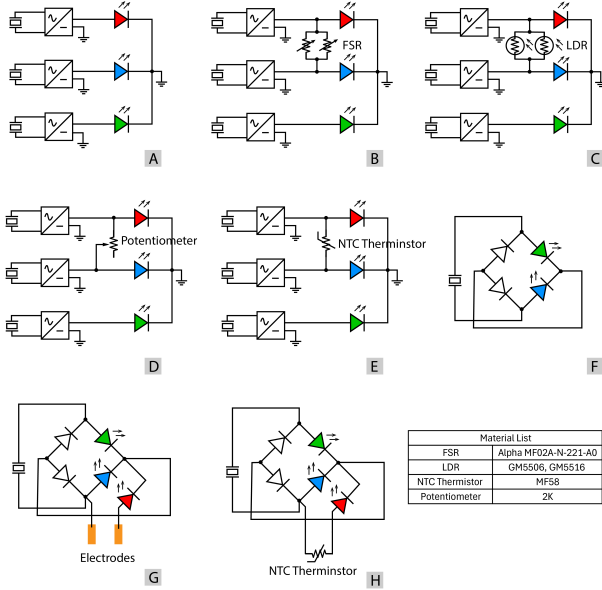 A
FSR
B
LDR
C
Potentiometer
D
NTC Therminstor
E
F
Electrodes
G
NTC Therminstor
H
Material List
FSR Alpha MF02A-N-221-A0
LDR GM5506, GM5516
NTC Thermistor MF58
Potentiometer 2K